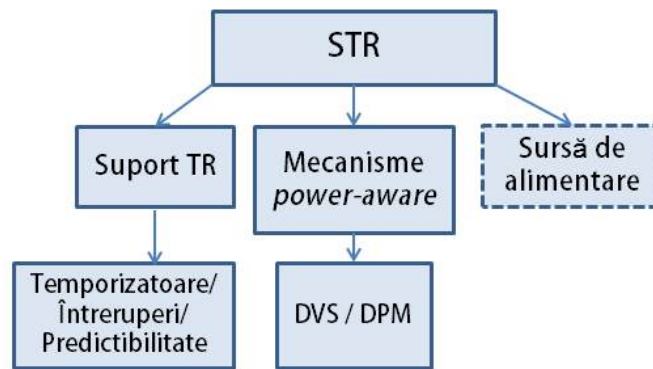 STR
Suport TR
Mecanisme
power-aware
Sursă de
alimentare
Temporizatoare/
Întreruperi/
Predictibilitate
DVS / DPM